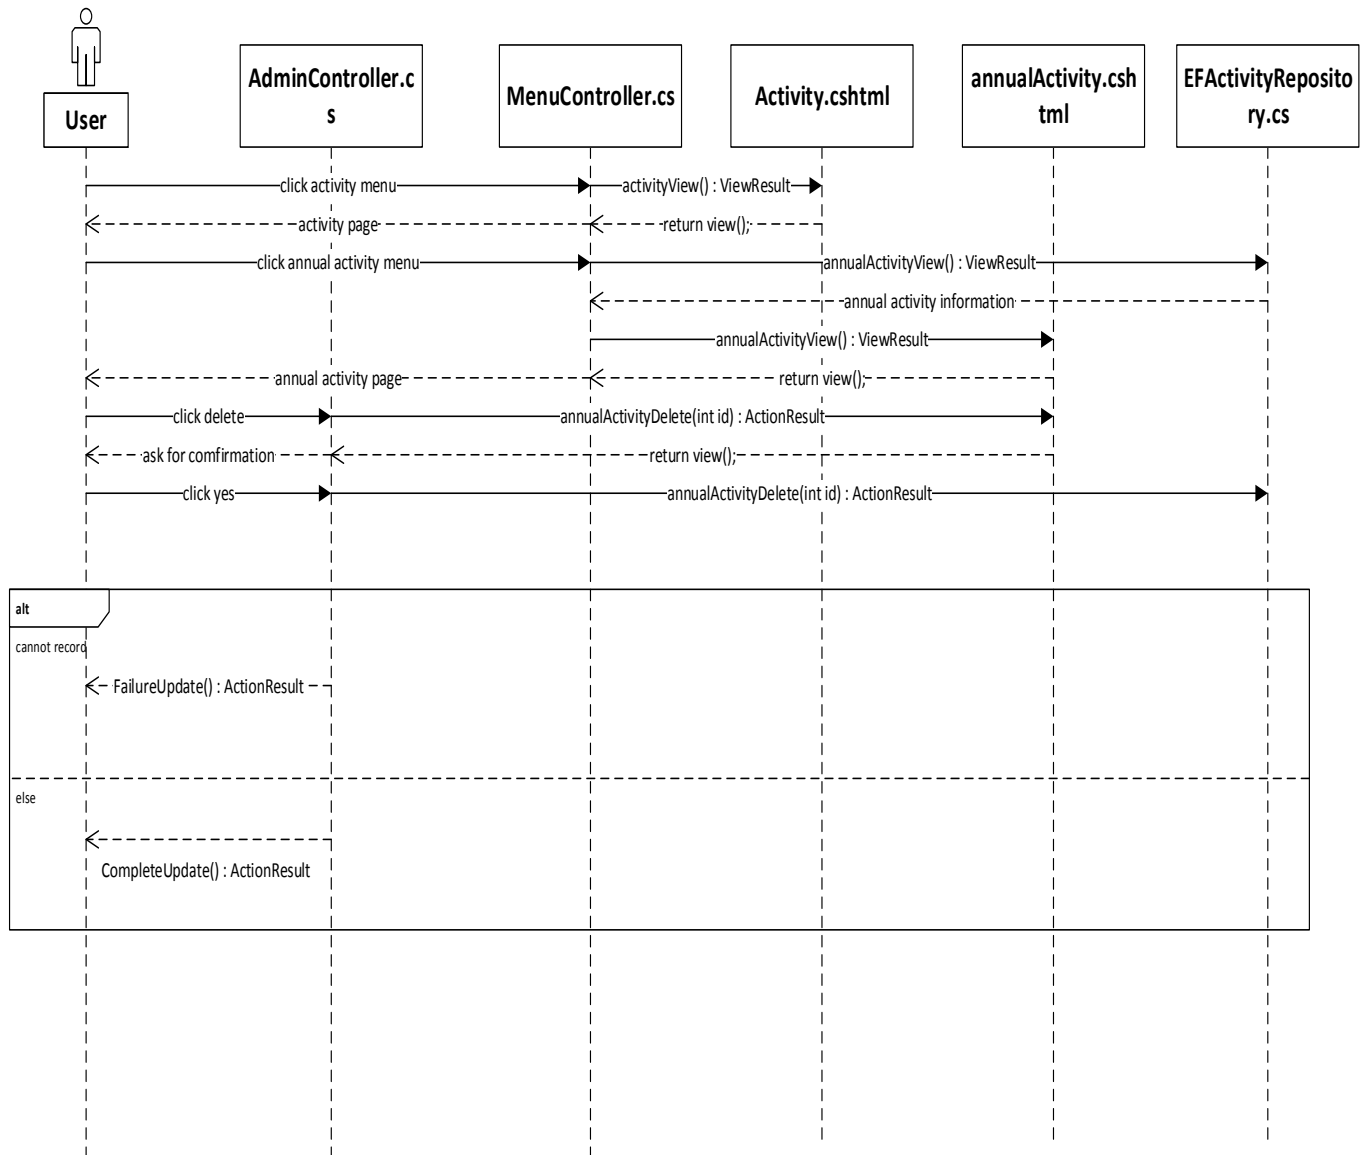 User
AdminController.c
s
MenuController.cs
Activity.cshtml
annualActivity.csh
tml
EFActivityReposito
ry.cs
click activity menu
activityView() : ViewResult
activity page
return view();
click annual activity menu
annualActivityView() : ViewResult
annual activity information
annualActivityView() : ViewResult
annual activity page
return view();
click delete
annualActivityDelete(int id) : ActionResult
ask for comfirmation
return view();
click yes
annualActivityDelete(int id) : ActionResult
alt
cannot record
FailureUpdate() : ActionResult
else
CompleteUpdate() : ActionResult